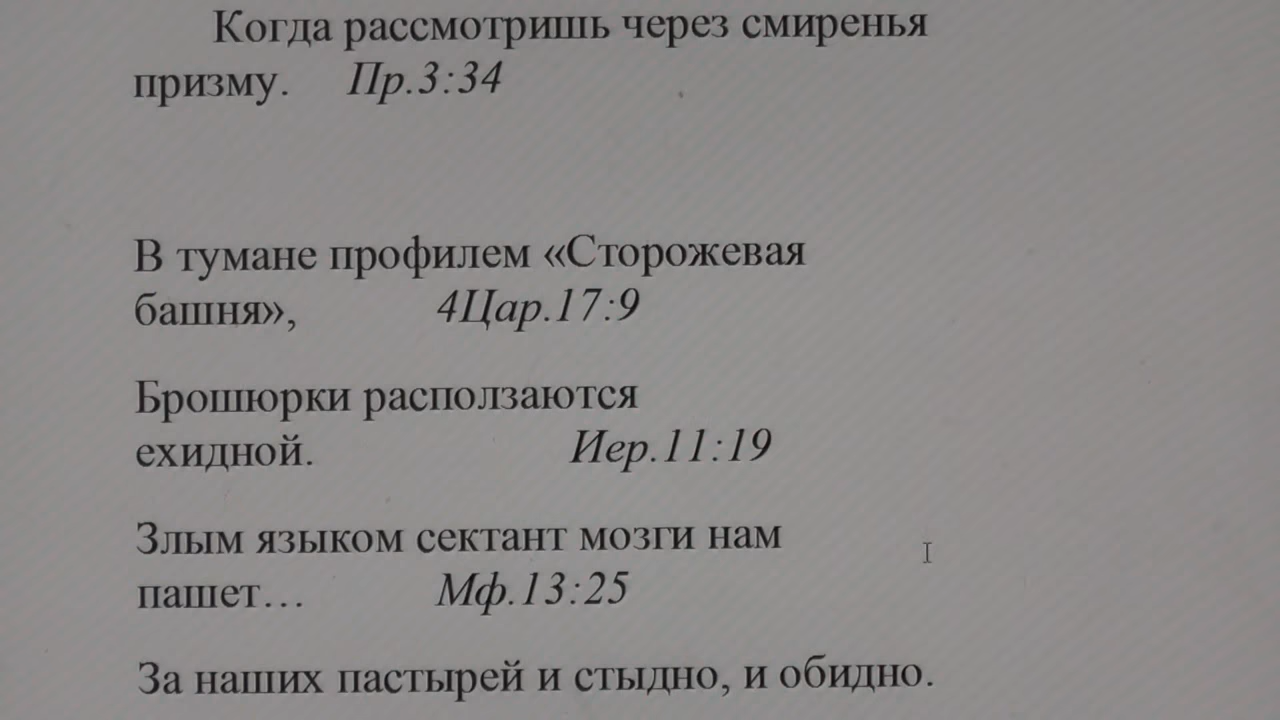 Когда рассмотришь через смиренья
призму. Пр.3:34
В тумане профилем «Сторожевая
башня», 4Цар.17:9
Брошюрки расползаются
ехидной. Иер.11:19
Злым языком сектант мозги нам
пашет… Мф.13:25
За наших пастырей и стыдно, и обидно.